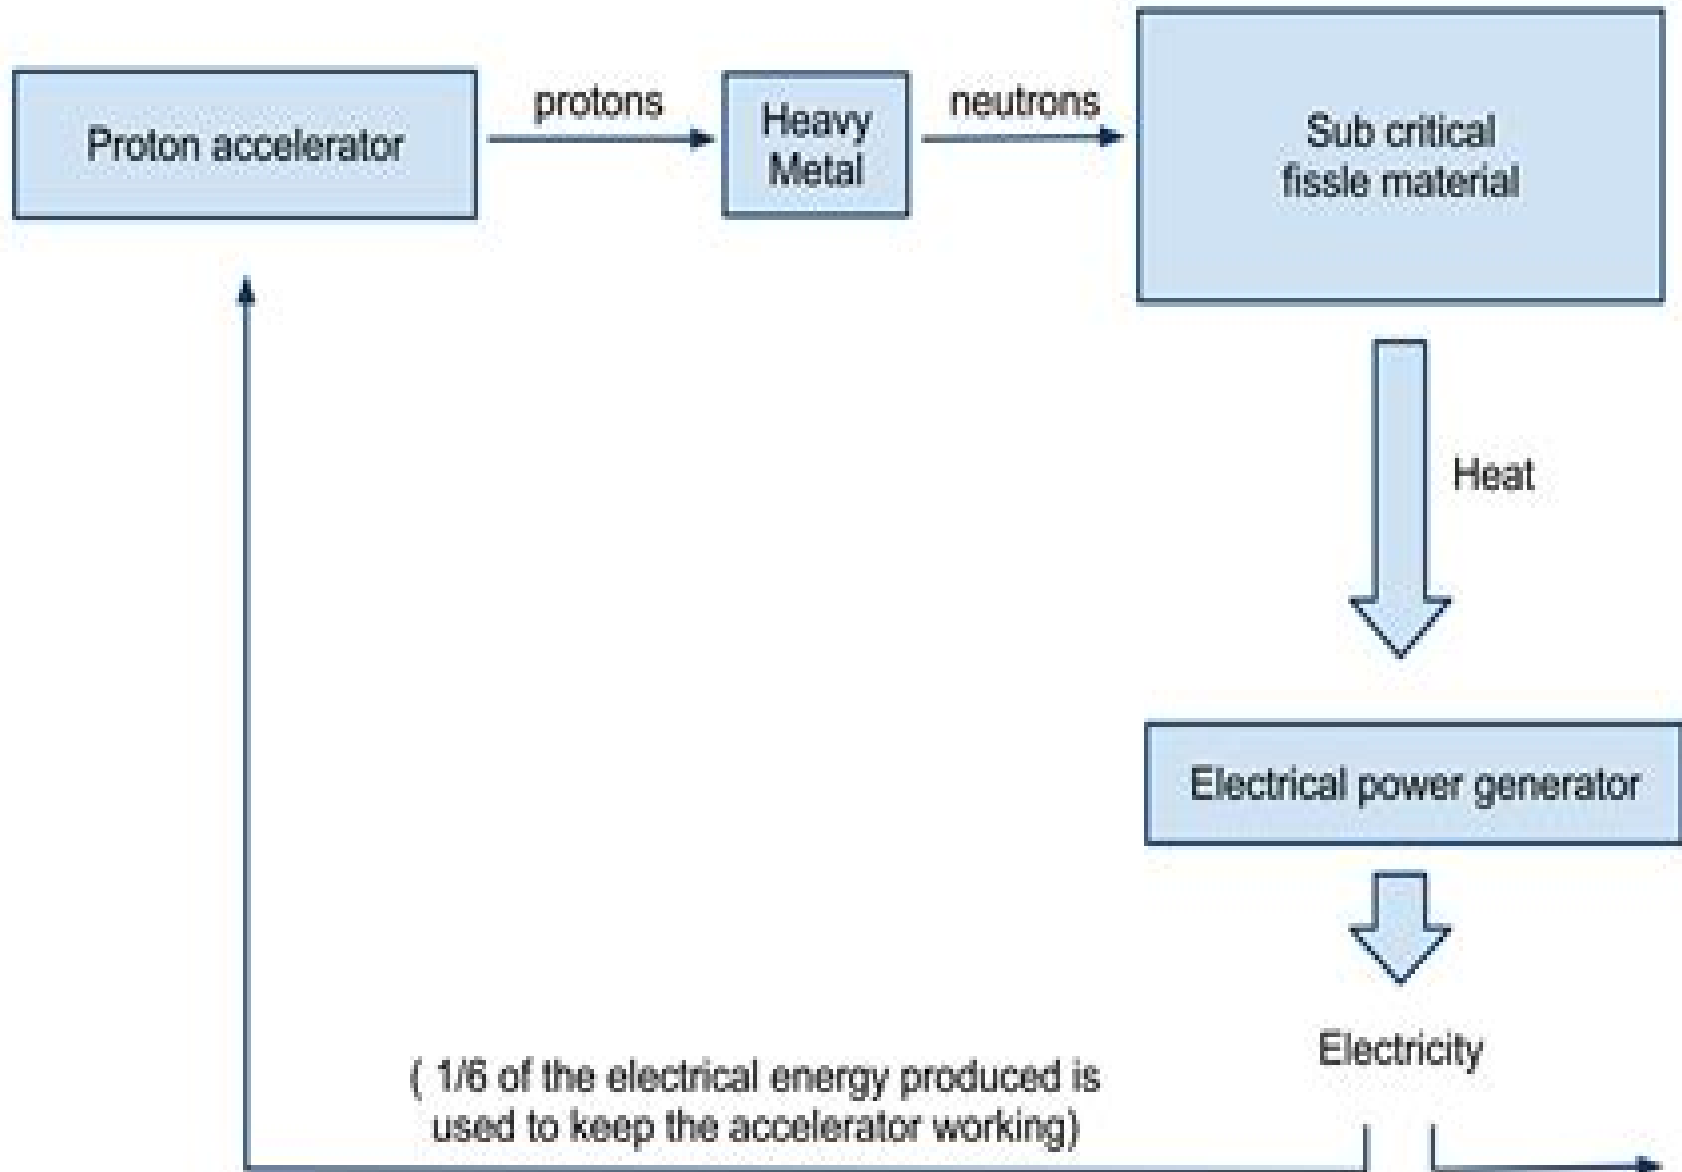 Proton accelerator
protons
Heavy
Metal
neutrons
Sub critical
fissle material
Heat
Electrical power generator
Electricity
( 1/6 of the electrical energy produced is
used to keep the accelerator working)